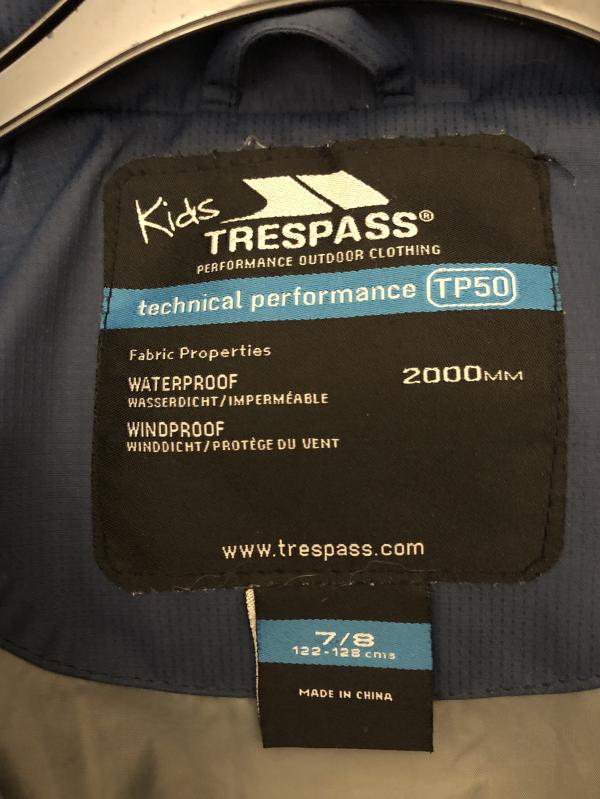 Kids
TRESPASS®
PERFORMANCE OUTDOOR CLOTHING
technical performance TP50
Fabric Properties
WATERPROOF 2000MM
WASSERDICHT/IMPERMÉABLE
WINDPROOF
WINDDICHT/PROTÈGE DU VENT
www.trespass.com
7/8
122-128 cms
MADE IN CHINA